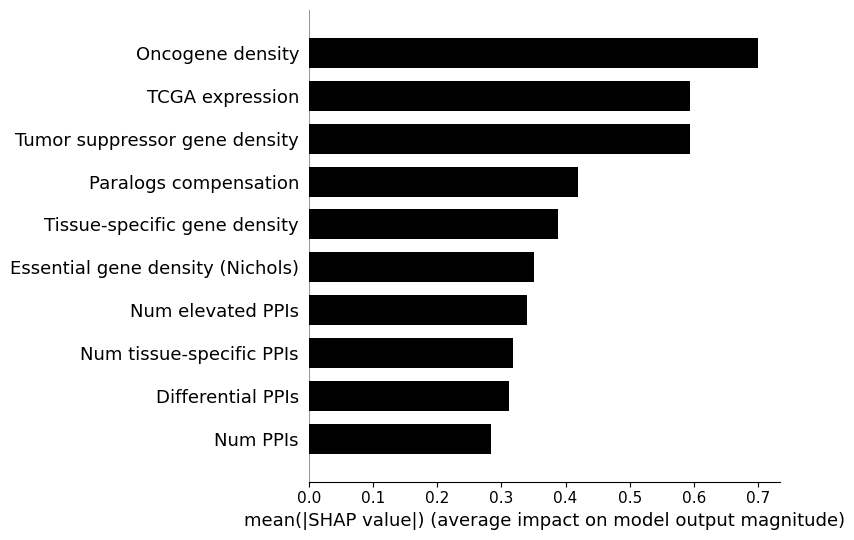 Oncogene density
TCGA expression
Tumor suppressor gene density
Paralogs compensation
Tissue-specific gene density
Essential gene density (Nichols)
Num elevated PPIs
Num tissue-specific PPIs
Differential PPIs
Num PPIs
0.0 0.1 0.2 0.3 0.4 0.5 0.6 0.7
mean(|SHAP value|) (average impact on model output magnitude)